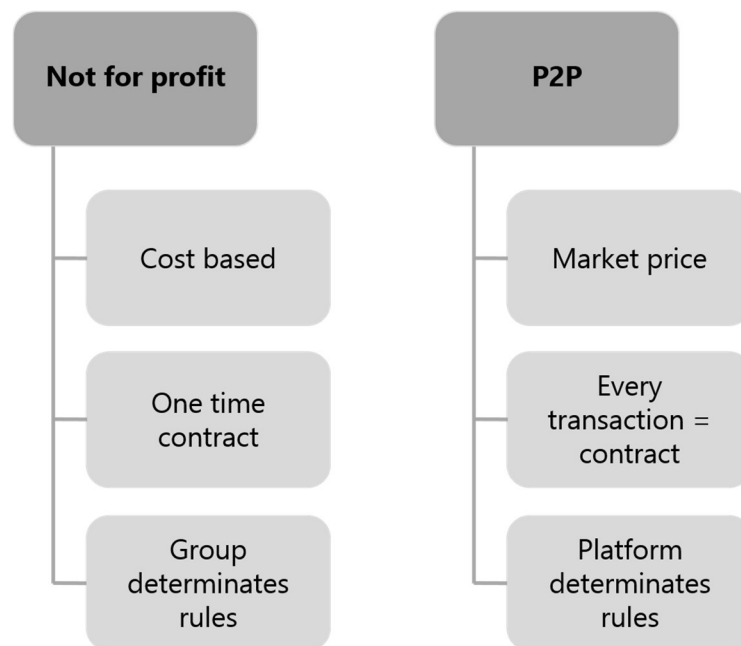 Not for profit
Cost based
One time
contract
Group
determinates
rules
P2P
Market price
Every
transaction =
contract
Platform
determinates
rules